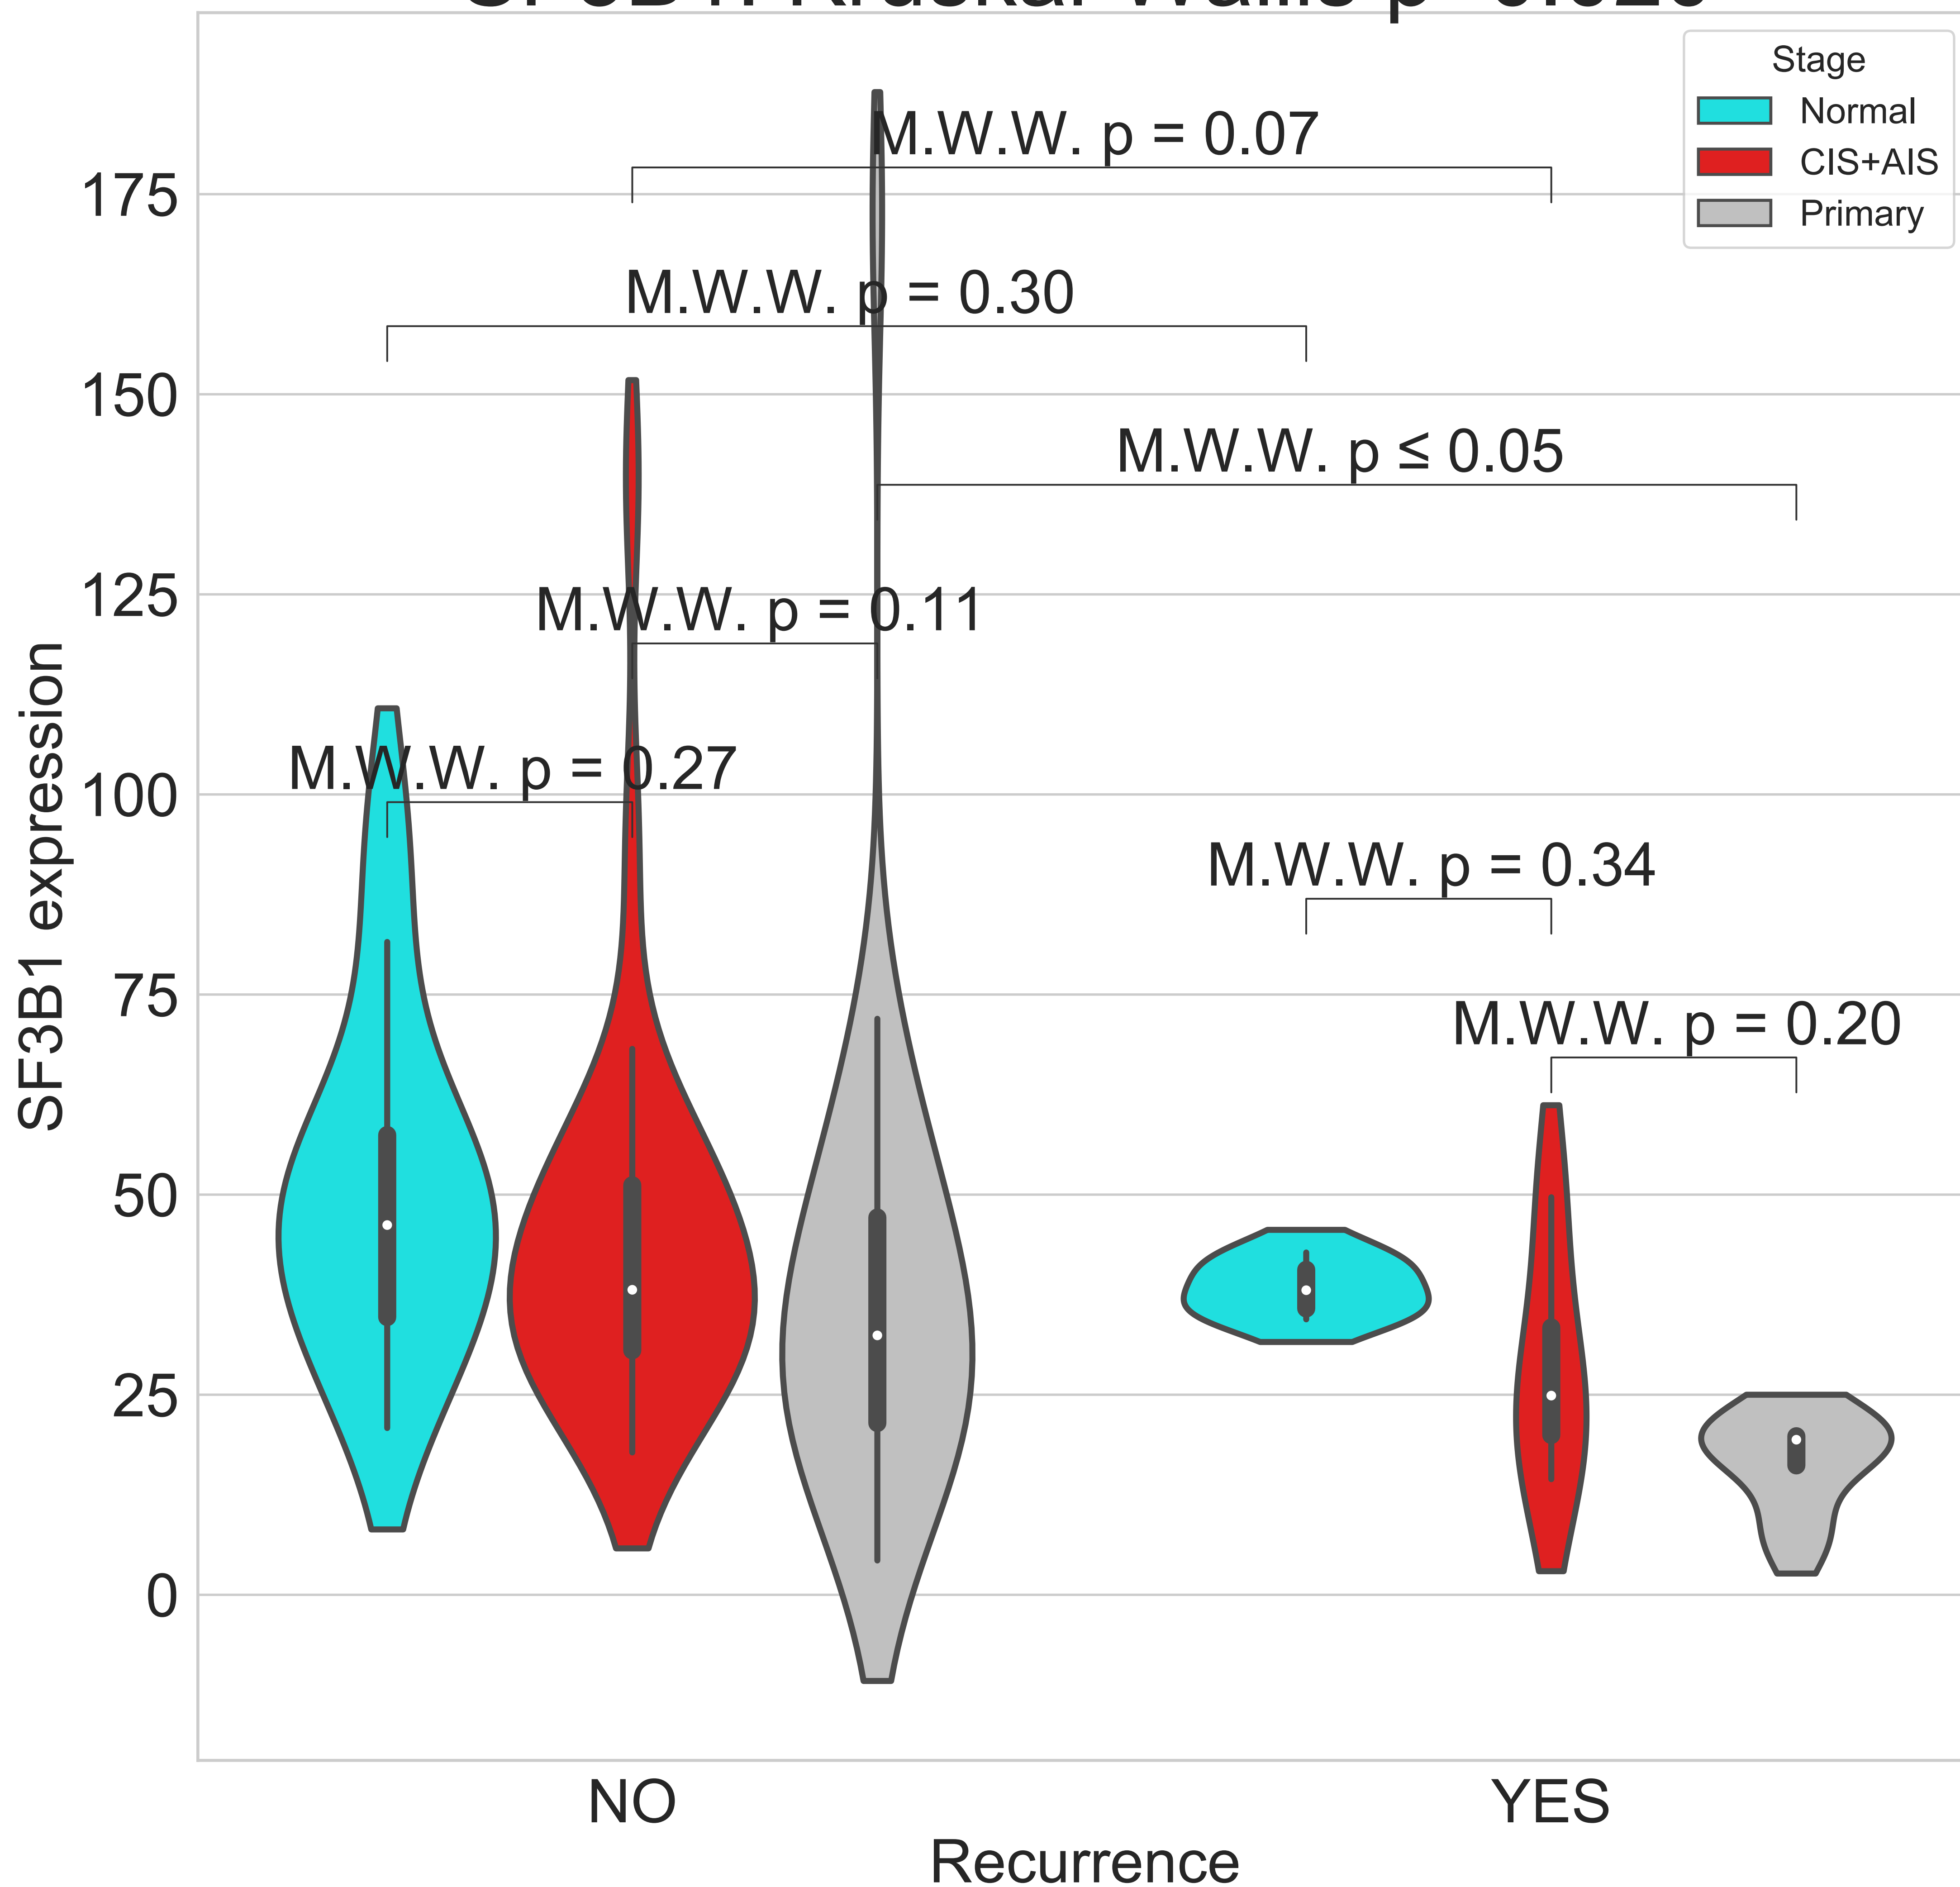 Stage
Normal
CIS+AIS
Primary
M.W.W. p = 0.07
M.W.W. p = 0.30
M.W.W. p ≤ 0.05
M.W.W. p = 0.11
M.W.W. p = 0.27
M.W.W. p = 0.34
M.W.W. p = 0.20
175
150
125
100
75
50
25
0
SF3B1 expression
NO
YES
Recurrence